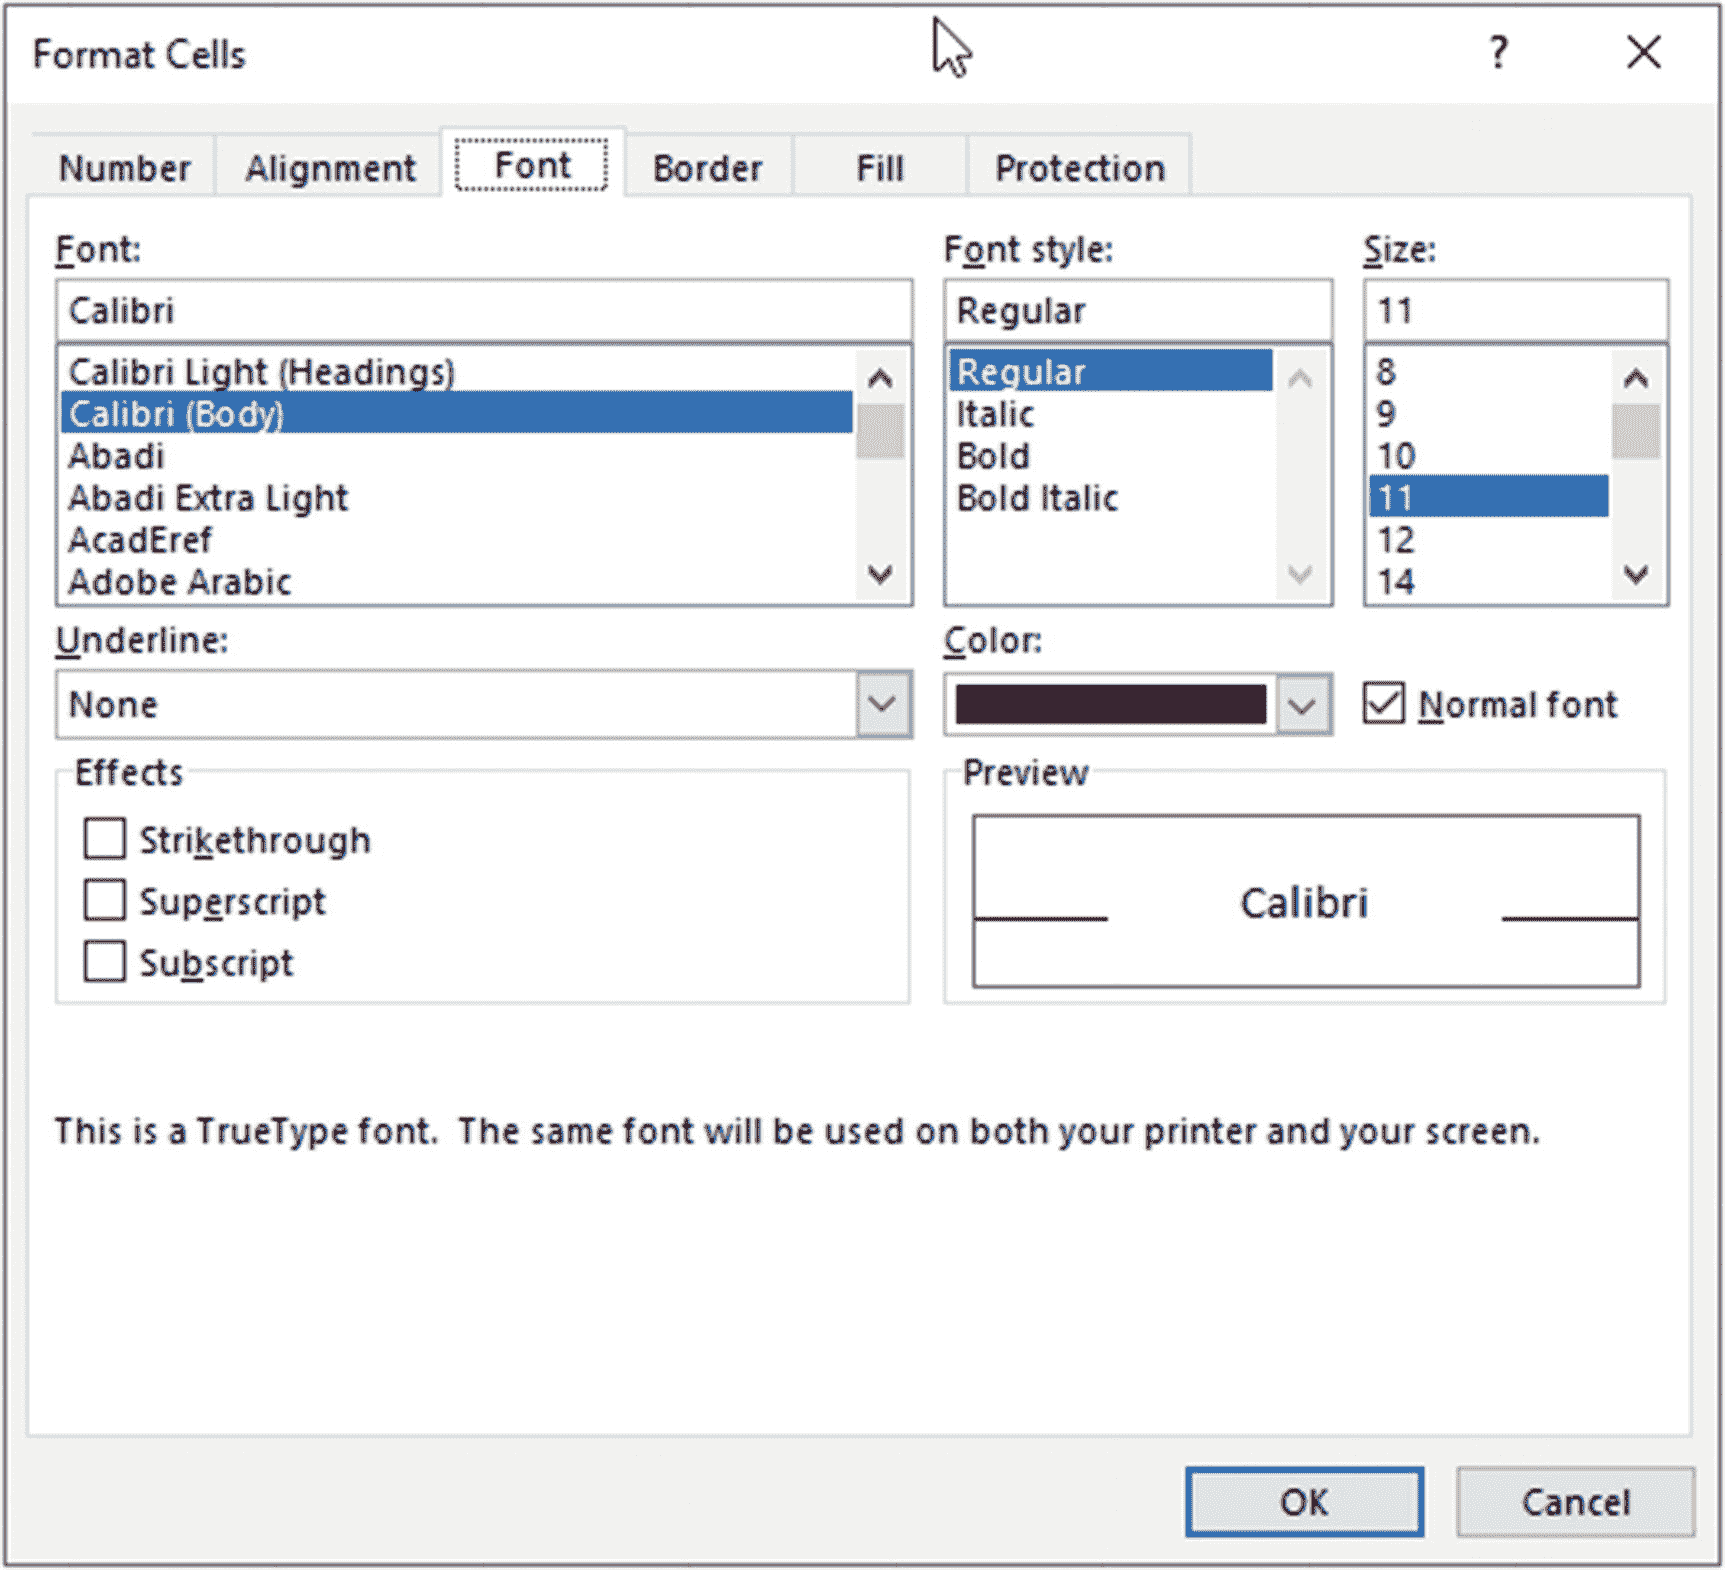 Format Cells ?
Number Alignment Font Border Fill Protection
Font: Font style: Size:
Calibri Regular 11
Calibri Light (Headings) Regular 8
Calibri (Body) Italic 9
Abadi Bold 10
Abadi Extra Light Bold Italic 11
AcadEref 12
Adobe Arabic 14
Underline: Color:
None Normal font
Effects Preview
Strikethrough
Superscript Calibri
Subscript
This is a TrueType font. The same font will be used on both your printer and your screen.
OK Cancel